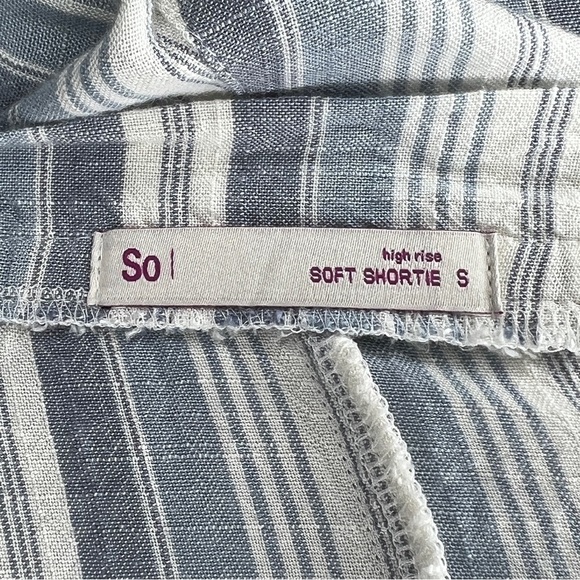 So |
high rise
SOFT SHORTIE S